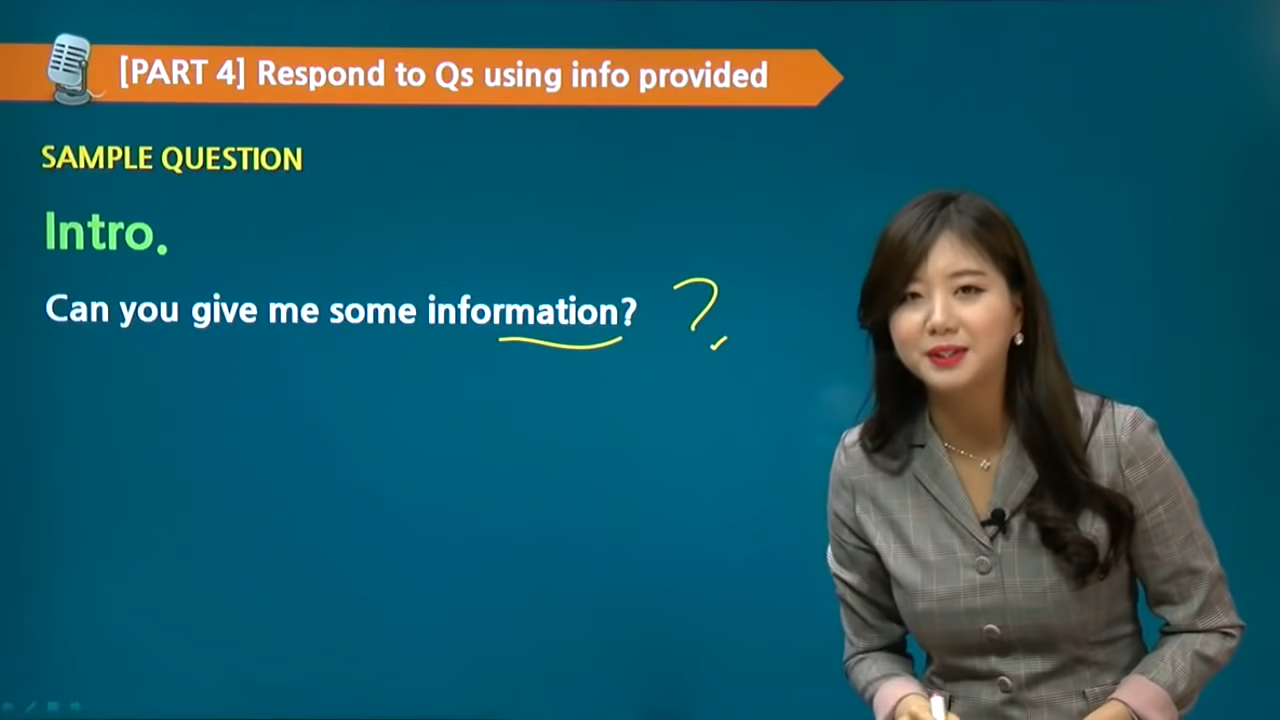 [PART 4] Respond to Qs using info provided
SAMPLE QUESTION
Intro.
Can you give me some information? ?